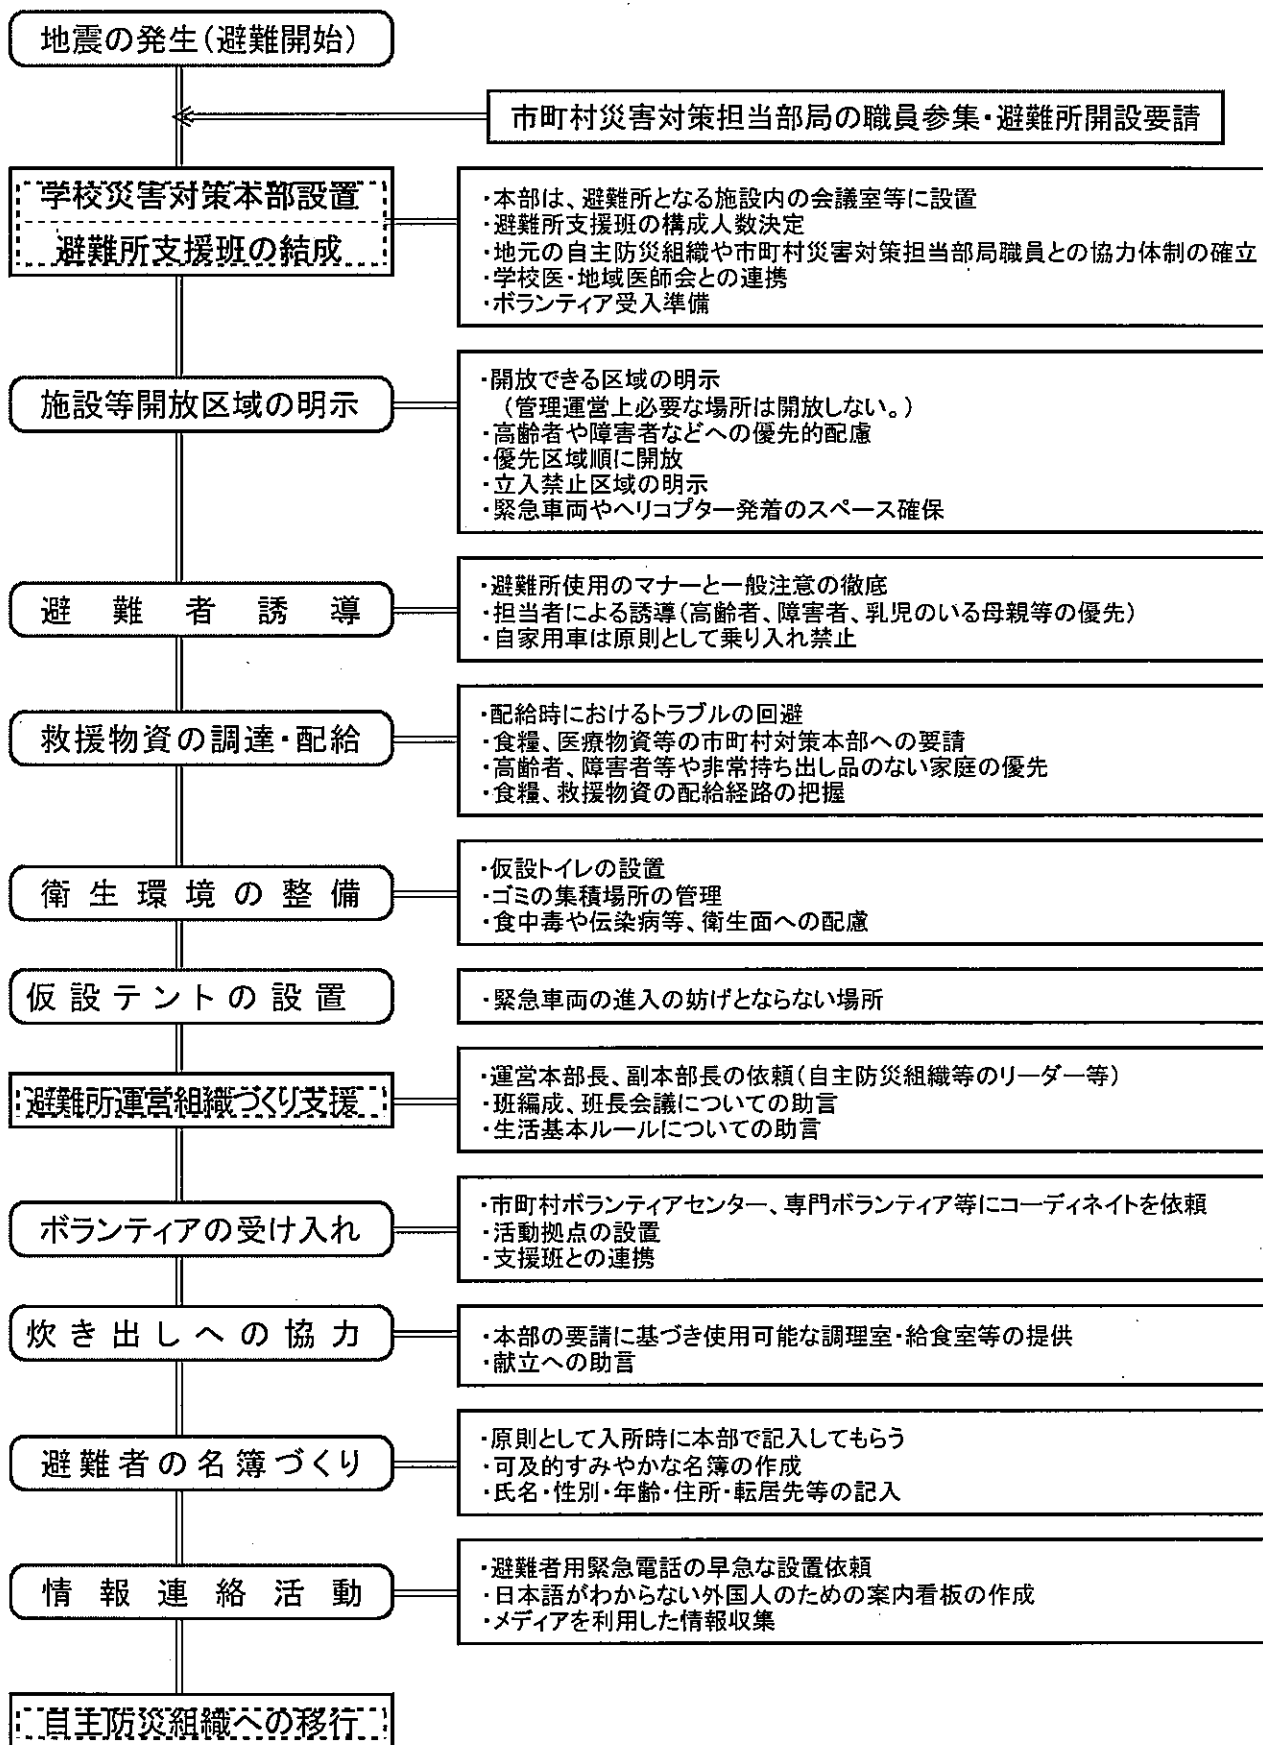 地震の発生(避難開始)
市町村災害対策担当部局の職員参集・避難所開設要請
学校災害対策本部設置
避難所支援班の結成
・本部は、避難所となる施設内の会議室等に設置
・避難所支援班の構成人数決定
・地元の自主防災組織や市町村災害対策担当部局職員との協力体制の確立
・学校医・地域医師会との連携
・ボランティア受入準備
施設等開放区域の明示
・開放できる区域の明示
(管理運営上必要な場所は開放しない。)
・高齢者や障害者などへの優先的配慮
・優先区域順に開放
・立入禁止区域の明示
・緊急車両やヘリコプター発着のスペース確保
避難者誘導
・避難所使用のマナーと一般注意の徹底
・担当者による誘導(高齢者、障害者、乳児のいる母親等の優先)
・自家用車は原則として乗り入れ禁止
救援物資の調達・配給
・配給時におけるトラブルの回避
・食糧、医療物資等の市町村対策本部への要請
・高齢者、障害者等や非常持ち出し品のない家庭の優先
・食糧、救援物資の配給経路の把握
衛生環境の整備
・仮設トイレの設置
・ゴミの集積場所の管理
・食中毒や伝染病等、衛生面への配慮
仮設テントの設置
・緊急車両の進入の妨げとならない場所
避難所運営組織づくり支援
・運営本部長、副本部長の依頼(自主防災組織等のリーダー等)
・班編成、班長会議についての助言
・生活基本ルールについての助言
ボランティアの受け入れ
・市町村ボランティアセンター、専門ボランティア等にコーディネイトを依頼
・活動拠点の設置
・支援班との連携
炊き出しへの協力
・本部の要請に基づき使用可能な調理室・給食室等の提供
・献立への助言
避難者の名簿づくり
・原則として入所時に本部で記入してもらう
・可及的すみやかな名簿の作成
・氏名・性別・年齢・住所・転居先等の記入
情報連絡活動
・避難者用緊急電話の早急な設置依頼
・日本語がわからない外国人のための案内看板の作成
・メディアを利用した情報収集
自主防災組織への移行